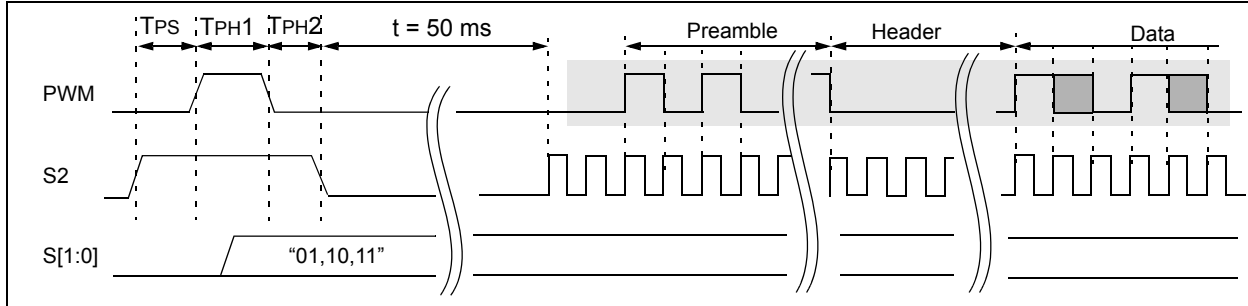 TPS TPH1 TPH2 t = 50 ms Preamble Header Data
PWM
S2
S[1:0] “01,10,11”